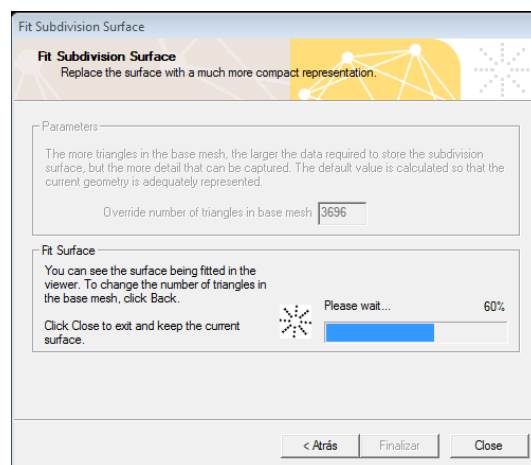 Fit Subdivision Surface
Fit Subdivision Surface
Replace the surface with a much more compact representation.
Parameters
The more triangles in the base mesh, the larger the data required to store the subdivision
surface, but the more detail that can be captured. The default value is calculated so that the
current geometry is adequately represented.
Override number of triangles in base mesh 3696
Fit Surface
You can see the surface being fitted in the
viewer. To change the number of triangles in
the base mesh, click Back.
Please wait... 60%
Click Close to exit and keep the current
surface.
< Atrás Finalizar Close